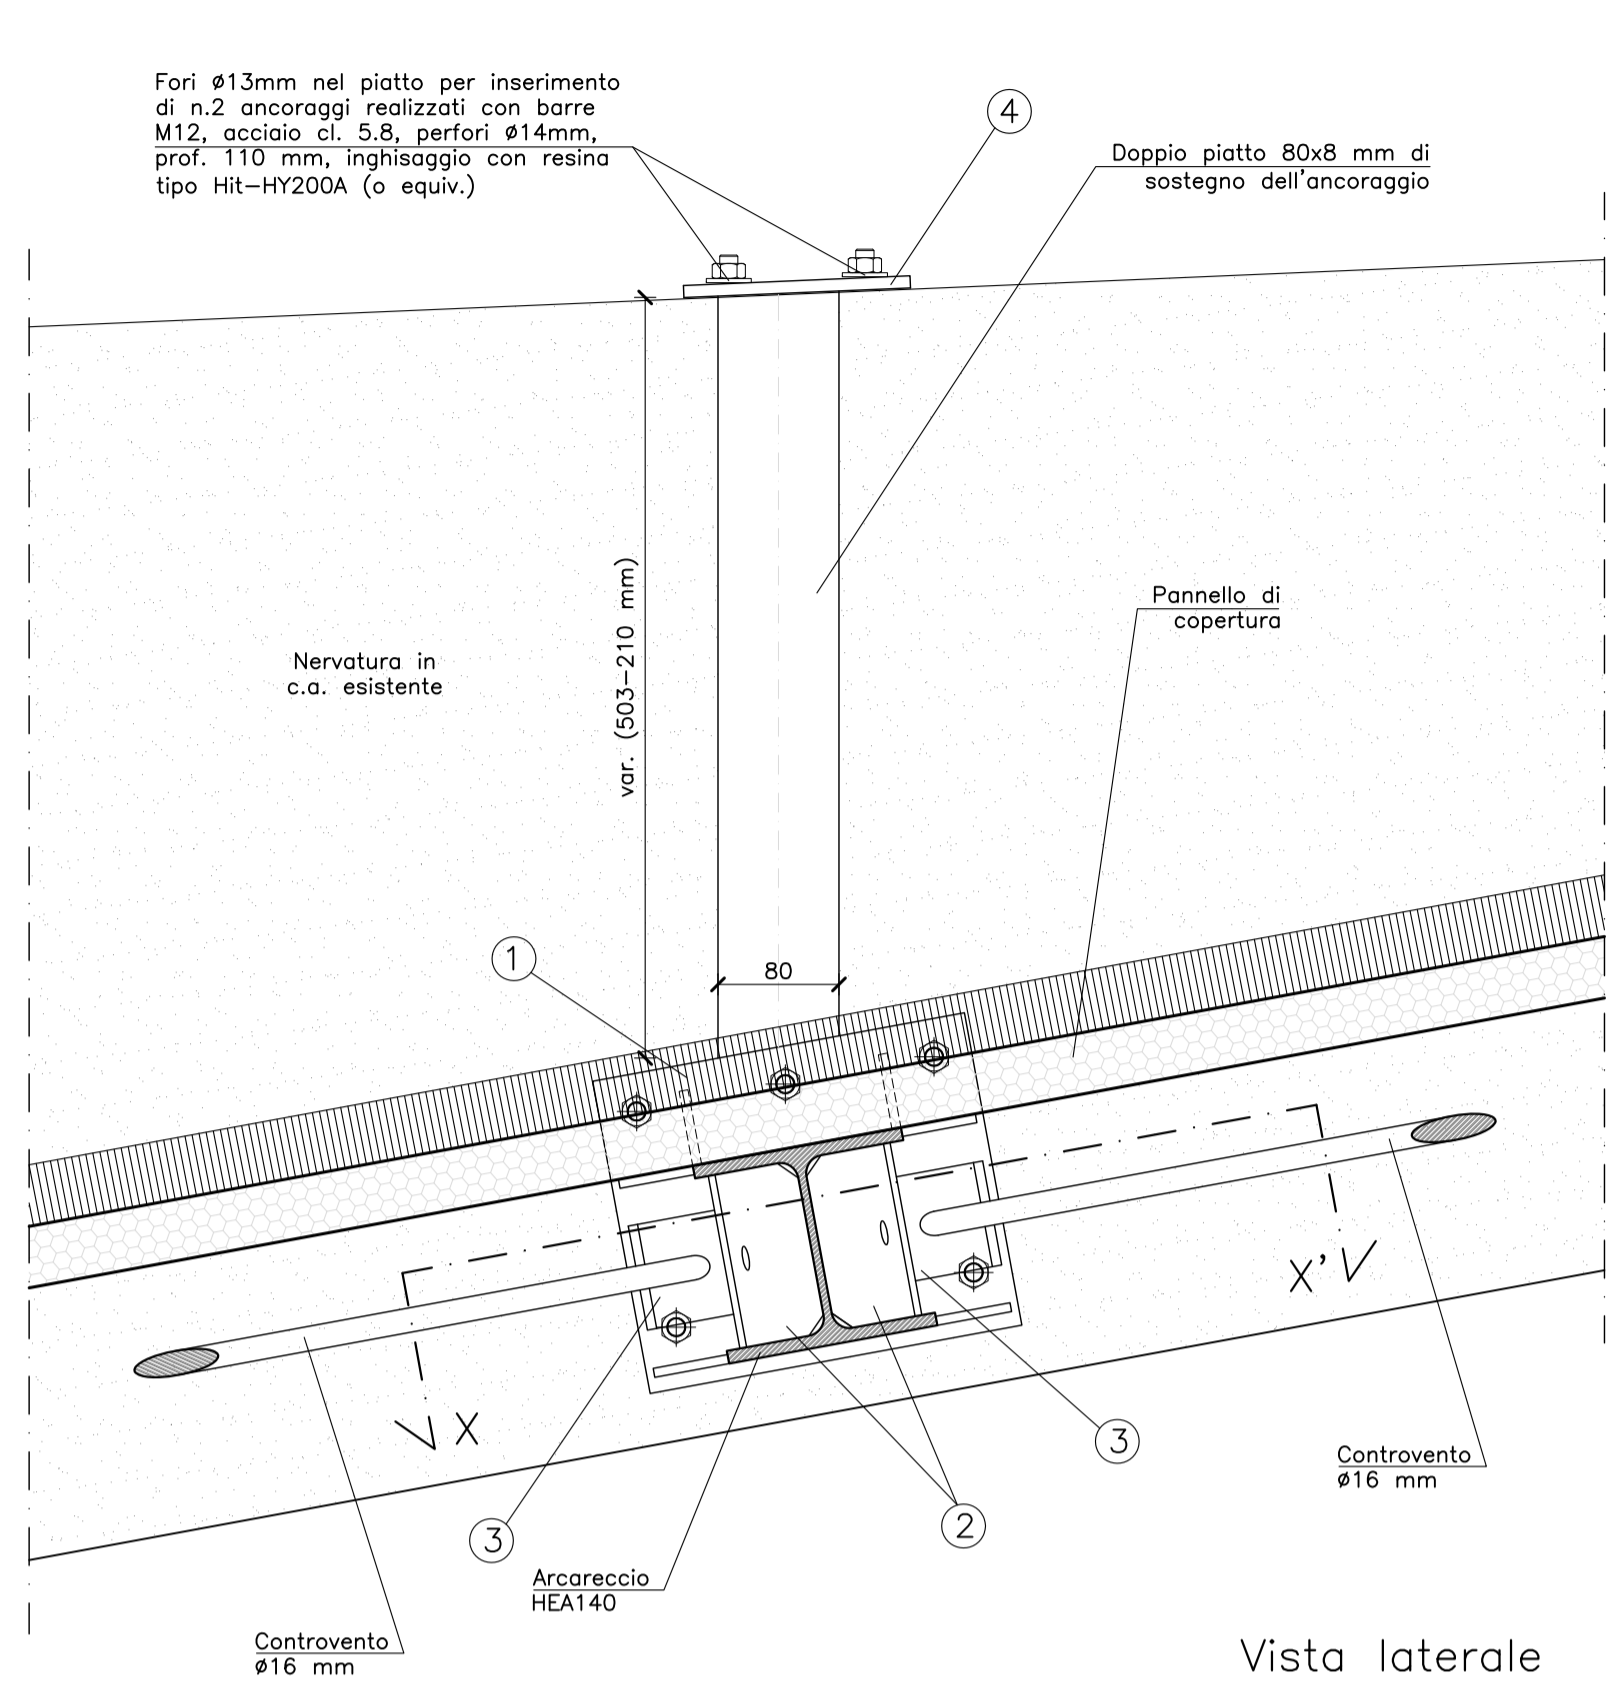 Fori ø13mm nel piatto per inserimento
di n.2 ancoraggi realizzati con barre
M12, acciaio cl. 5.8, perfori ø14mm,
prof. 110 mm, inghisaggio con resina
tipo Hit-HY200A (o equiv.)
4
Doppio piatto 80x8 mm di
sostegno dell'ancoraggio
Pannello di
copertura
Nervatura in
c.a. esistente
var. (503-210 mm)
1
80
X'
X
3
Controvento
ø16 mm
2
3
Arcareccio
HEA140
Controvento
ø16 mm
Vista laterale